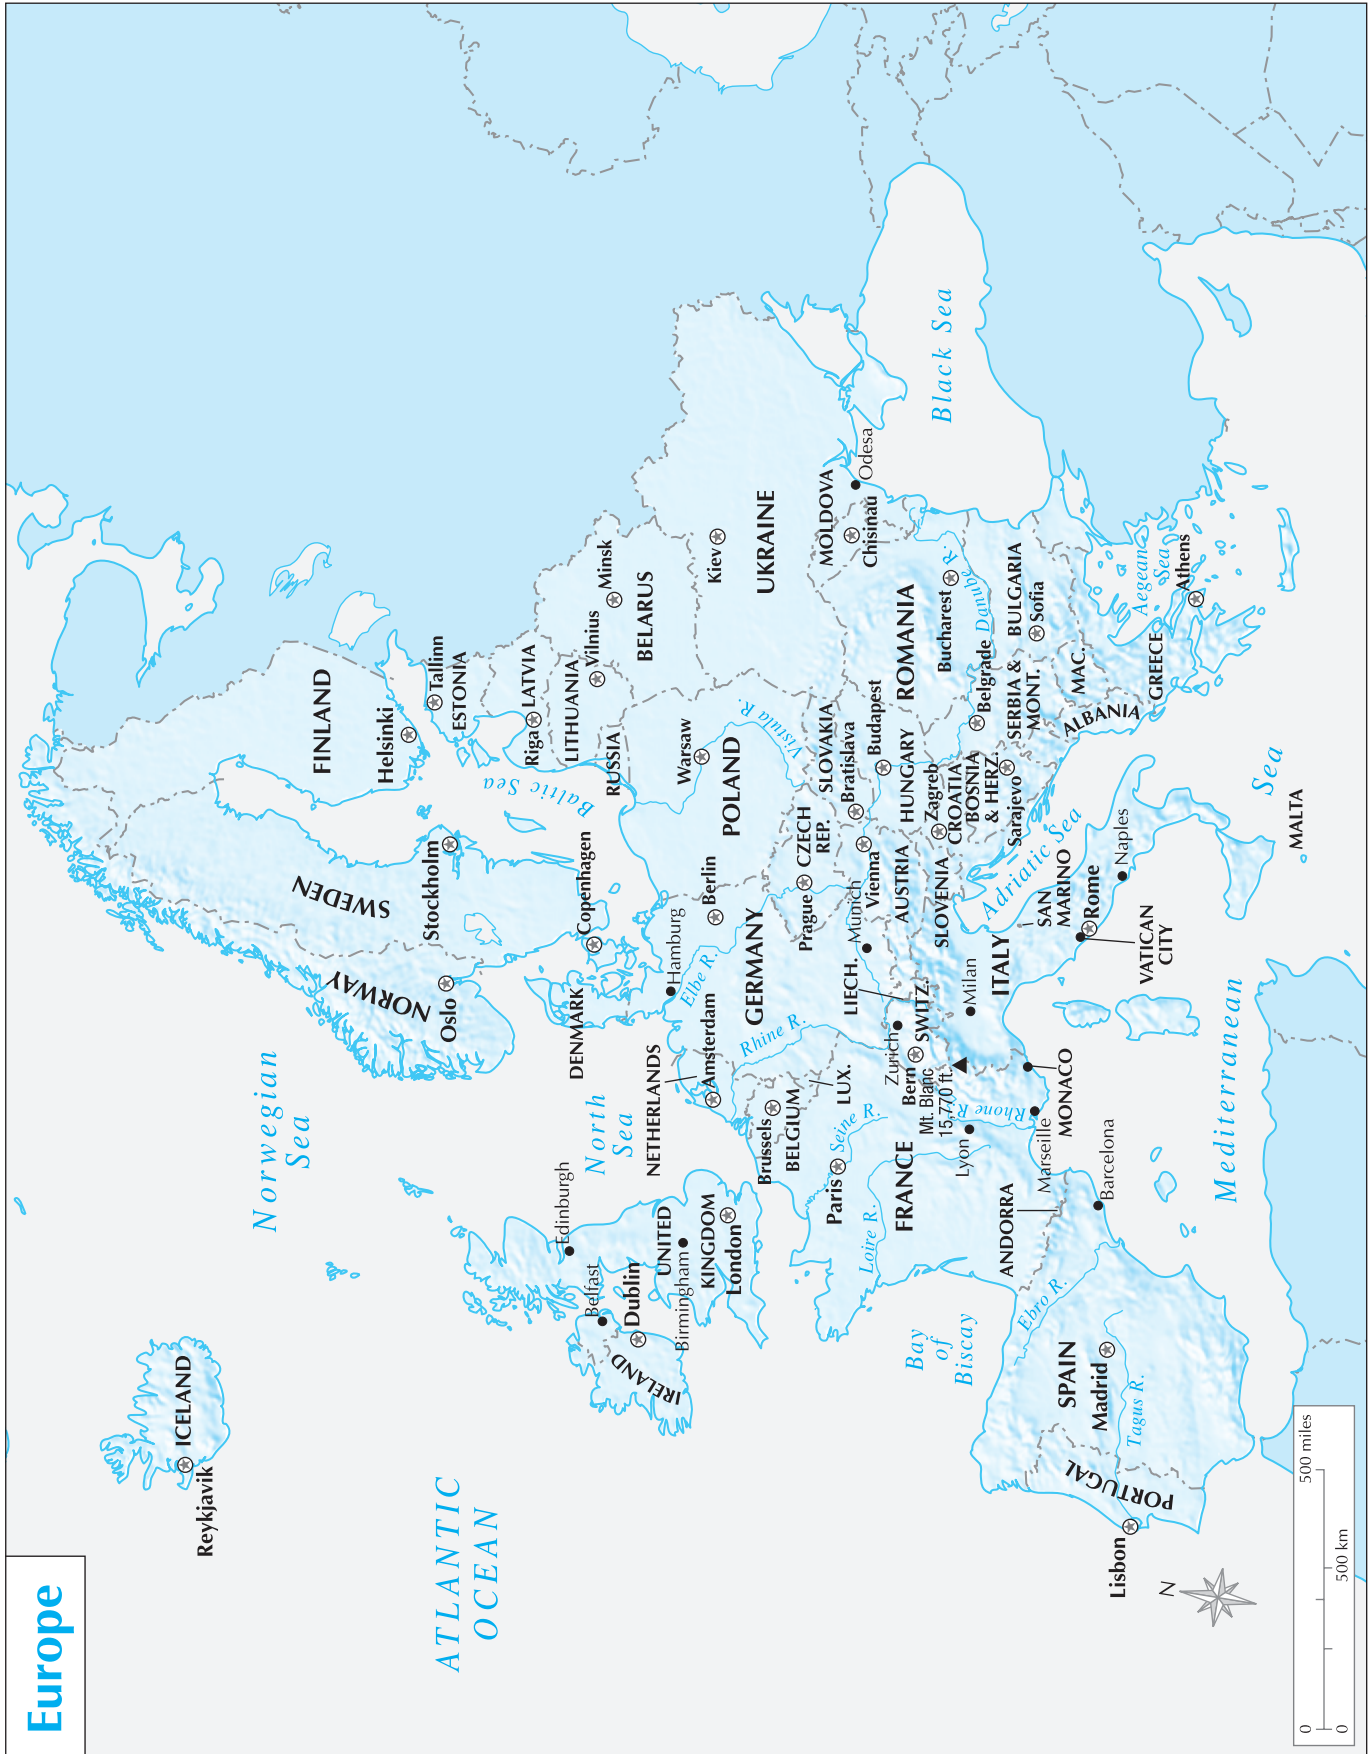 Europe
ICELAND
Reykjavik
Norwegian
Sea
ATLANTIC
OCEAN
FINLAND
Helsinki
SWEDEN
Stockholm
NORWAY
Oslo
Tallinn
ESTONIA
Riga
LATVIA
LITHUANIA
Vilnius
RUSSIA
Minsk
BELARUS
Baltic Sea
Copenhagen
DENMARK
North
Sea
Edinburgh
Belfast
Dublin
IRELAND
UNITED
KINGDOM
Birmingham
London
NETHERLANDS
Amsterdam
Hamburg
Elbe R.
Berlin
GERMANY
Rhine R.
Warsaw
POLAND
Vistula R.
Kiev
UKRAINE
Brussels
BELGIUM
LUX.
Paris
Seine R.
Loire R.
FRANCE
Prague
CZECH
REP.
SLOVAKIA
Bratislava
Vienna
Munich
LIECH.
AUSTRIA
Budapest
HUNGARY
MOLDOVA
Chisinaú
Odesa
Zurich
Bern
SWITZ.
Mt. Blanc
15,770 ft.
Lyon
Rhone R.
Milan
ITALY
SLOVENIA
Zagreb
CROATIA
BOSNIA
& HERZ.
Sarajevo
Belgrade
SERBIA &
MONT.
ROMANIA
Bucharest
Danube R.
BULGARIA
Sofia
Black Sea
MAC.
ALBANIA
GREECE
Athens
Aegean
Sea
Adriatic Sea
SAN
MARINO
Rome
VATICAN
CITY
Naples
MONACO
Marseille
ANDORRA
Barcelona
Bay
of
Biscay
Ebro R.
SPAIN
Madrid
Tagus R.
PORTUGAL
Lisbon
Mediterranean
Sea
MALTA
N
0
500 miles
0
500 km